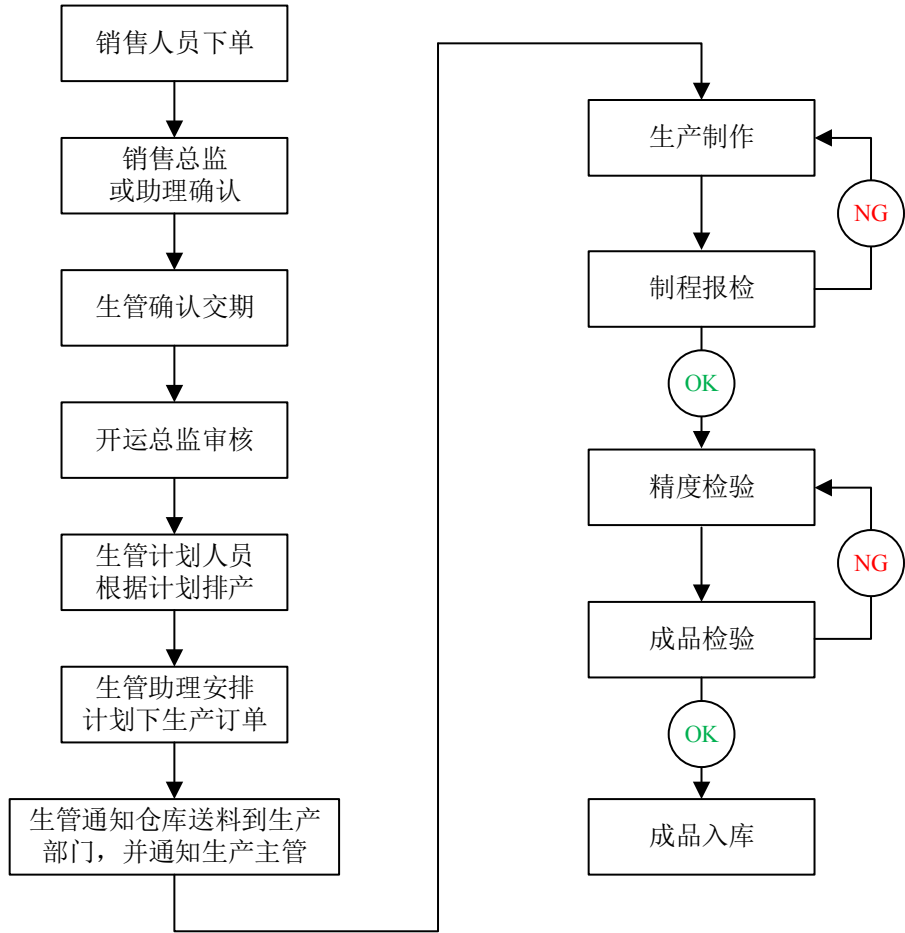 销售人员下单
销售总监
或助理确认
生管确认交期
开运总监审核
生管计划人员
根据计划排产
生管助理安排
计划下生产订单
生管通知仓库送料到生产
部门，并通知生产主管
生产制作
NG
制程报检
OK
精度检验
NG
成品检验
OK
成品入库